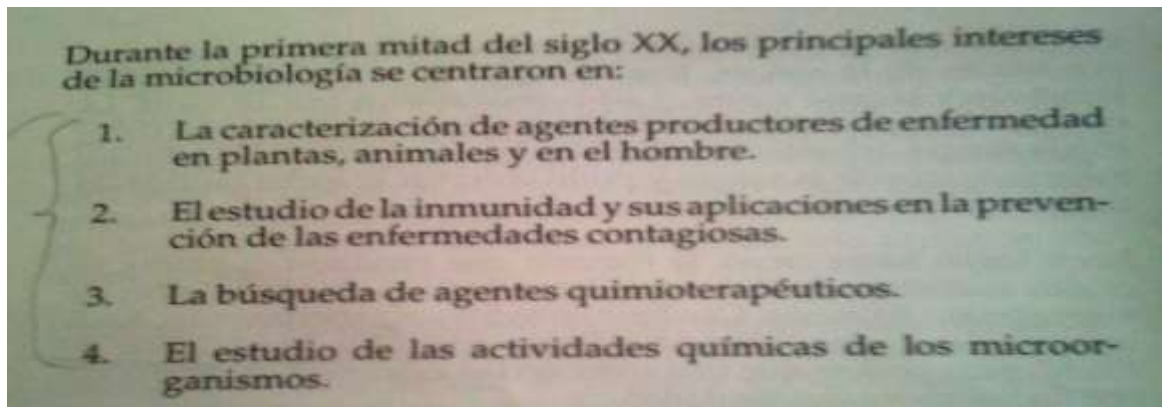 Durante la primera mitad del siglo XX, los principales intereses
de la microbiología se centraron en:
1. La caracterización de agentes productores de enfermedad
en plantas, animales y en el hombre.
2. El estudio de la inmunidad y sus aplicaciones en la preven-
ción de las enfermedades contagiosas.
3. La búsqueda de agentes quimioterapéuticos.
4. El estudio de las actividades químicas de los microor-
ganismos.